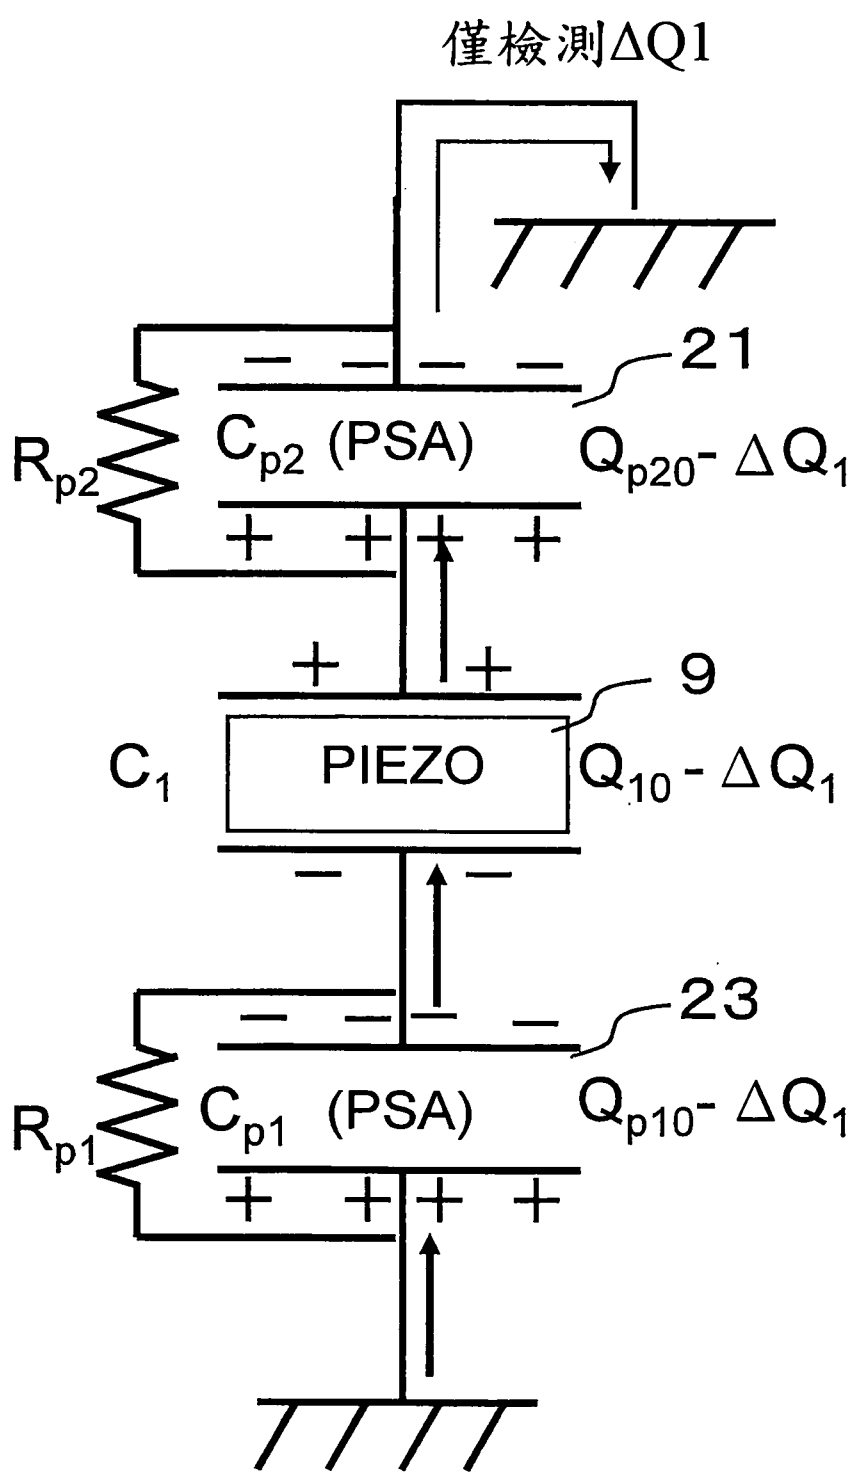 僅檢測ΔQ1
21
Rp2
Cp2 (PSA)
Qp20- ΔQ1
9
C1
PIEZO
Q10 - ΔQ1
23
Rp1
Cp1 (PSA)
Qp10- ΔQ1